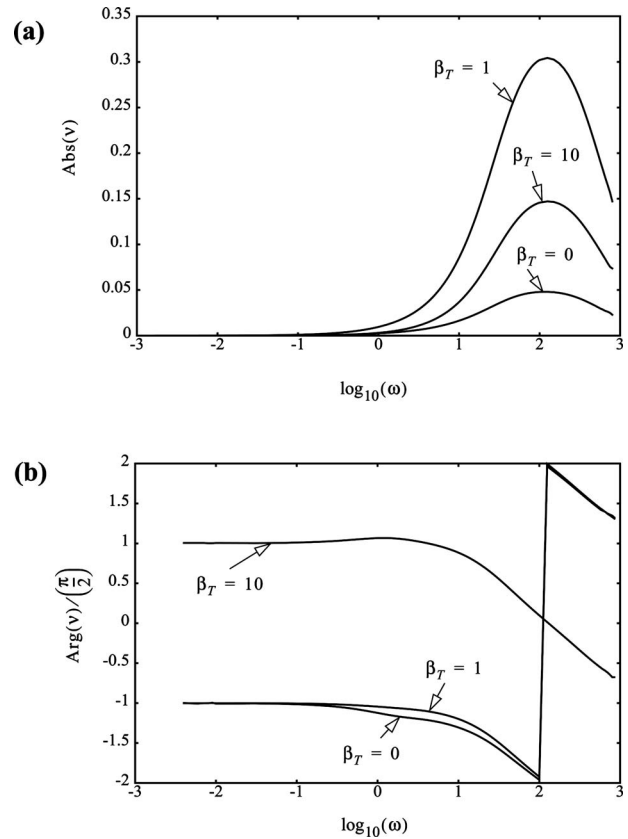 (a)
0.35
0.3
0.25
0.2
0.15
0.1
0.05
0
Abs(ν)
β_T = 1
β_T = 10
β_T = 0
-3 -2 -1 0 1 2 3
log₁₀(ω)
(b)
2
1.5
1
0.5
0
-0.5
-1
-1.5
-2
Arg(ν)/(π/2)
β_T = 10
β_T = 1
β_T = 0
-3 -2 -1 0 1 2 3
log₁₀(ω)